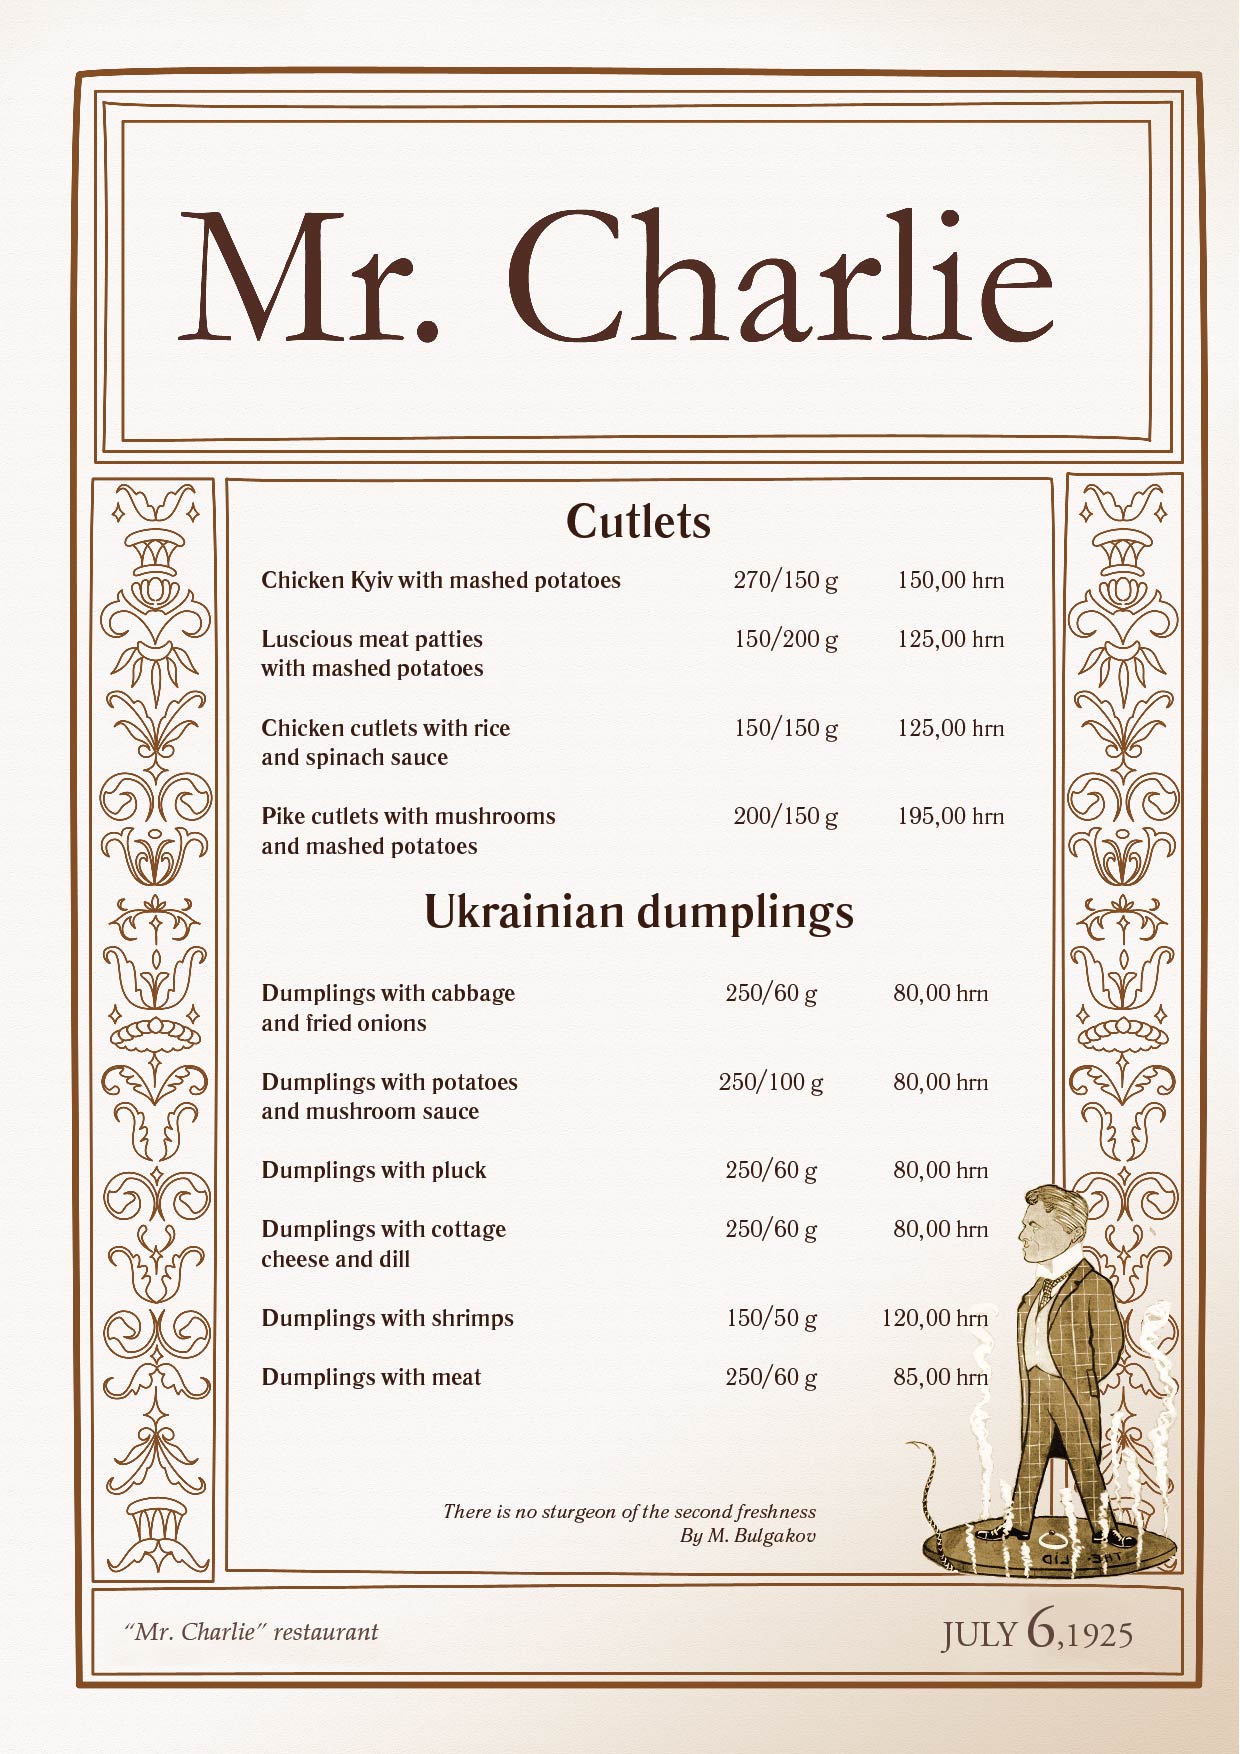 Mr. Charlie
Cutlets
Chicken Kyiv with mashed potatoes 270/150 g 150,00 hrn
Luscious meat patties 150/200 g 125,00 hrn
with mashed potatoes
Chicken cutlets with rice 150/150 g 125,00 hrn
and spinach sauce
Pike cutlets with mushrooms 200/150 g 195,00 hrn
and mashed potatoes
Ukrainian dumplings
Dumplings with cabbage 250/60 g 80,00 hrn
and fried onions
Dumplings with potatoes 250/100 g 80,00 hrn
and mushroom sauce
Dumplings with pluck 250/60 g 80,00 hrn
Dumplings with cottage 250/60 g 80,00 hrn
cheese and dill
Dumplings with shrimps 150/50 g 120,00 hrn
Dumplings with meat 250/60 g 85,00 hrn
There is no sturgeon of the second freshness
By M. Bulgakov
THE LID
“Mr. Charlie” restaurant JULY 6,1925